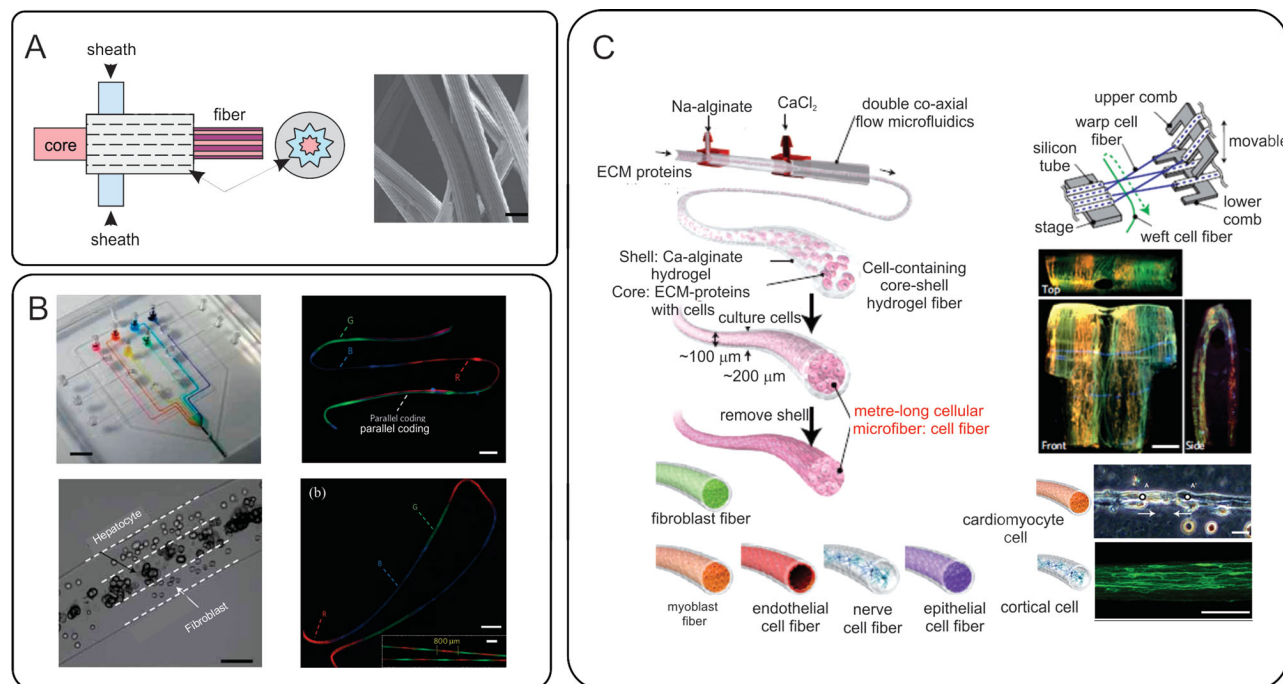 A
sheath
core
fiber
sheath
B
G
B
R
Parallel coding
parallel coding
Hepatocyte
Fibroblast
(b)
G
B
R
800 µm
C
Na-alginate
CaCl2
double co-axial
flow microfluidics
ECM proteins
Shell: Ca-alginate
hydrogel
Core: ECM-proteins
with cells
Cell-containing
core-shell
hydrogel fiber
culture cells
~100 µm
~200 µm
remove shell
metre-long cellular
microfiber: cell fiber
fibroblast fiber
myoblast
fiber
endothelial
cell fiber
nerve
cell fiber
epithelial
cell fiber
upper comb
warp cell
fiber
movable
silicon
tube
lower
comb
stage
weft cell fiber
Top
Front
Side
cardiomyocyte
cell
A
A'
cortical cell